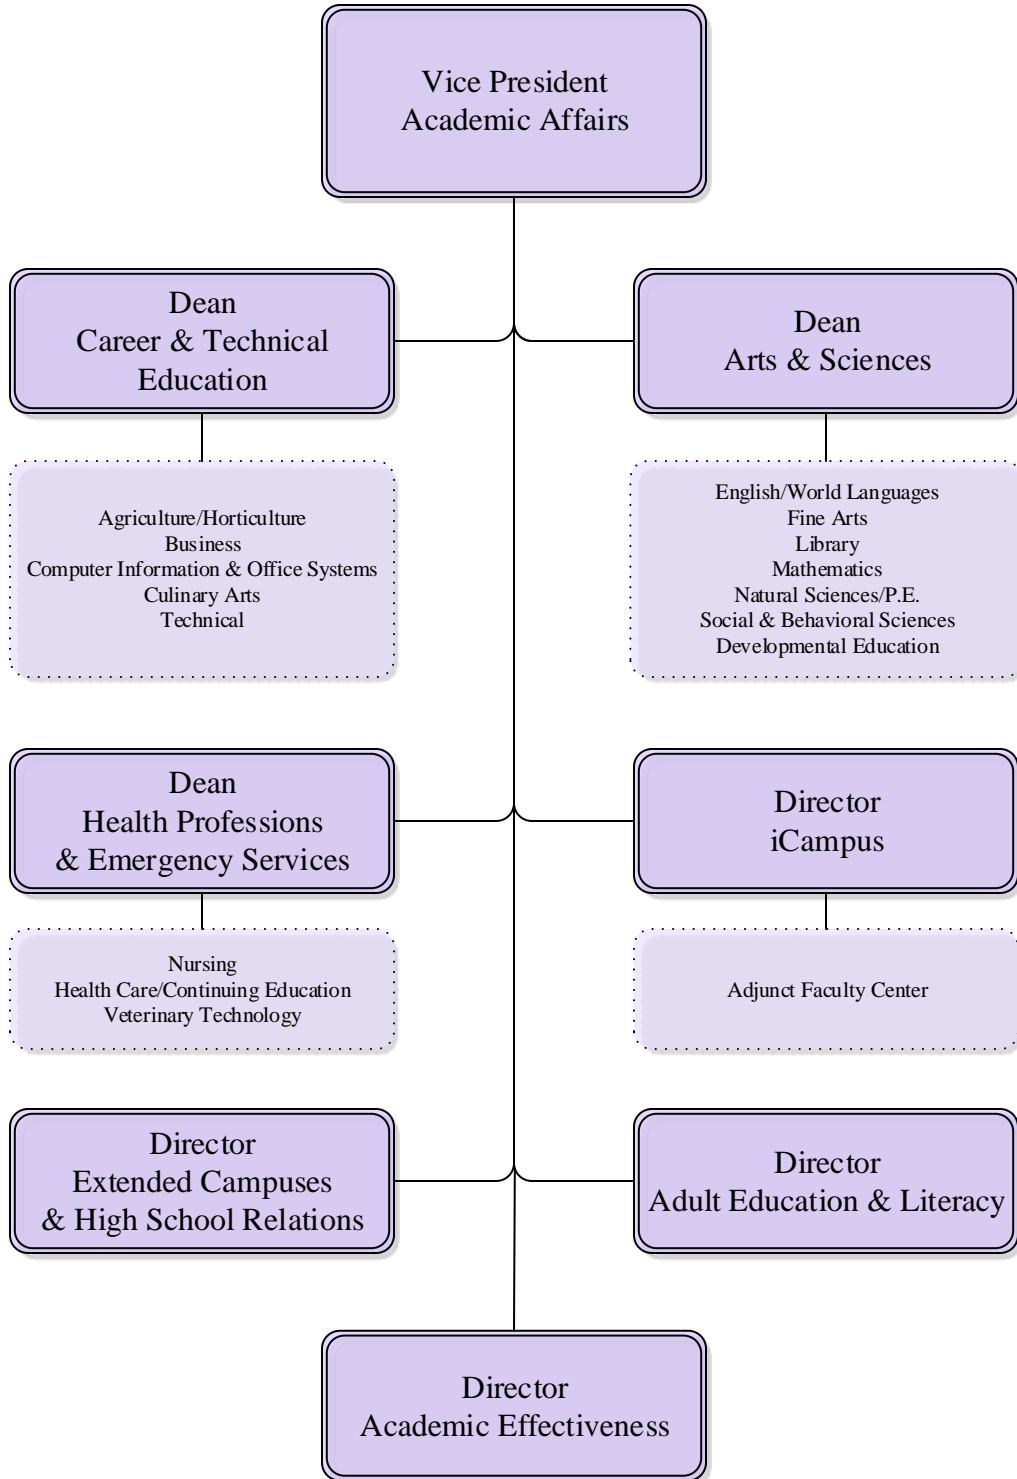 Vice President
Academic Affairs
Dean
Career & Technical
Education
Dean
Arts & Sciences
Agriculture/Horticulture
Business
Computer Information & Office Systems
Culinary Arts
Technical
English/World Languages
Fine Arts
Library
Mathematics
Natural Sciences/P.E.
Social & Behavioral Sciences
Developmental Education
Dean
Health Professions
& Emergency Services
Director
iCampus
Nursing
Health Care/Continuing Education
Veterinary Technology
Adjunct Faculty Center
Director
Extended Campuses
& High School Relations
Director
Adult Education & Literacy
Director
Academic Effectiveness